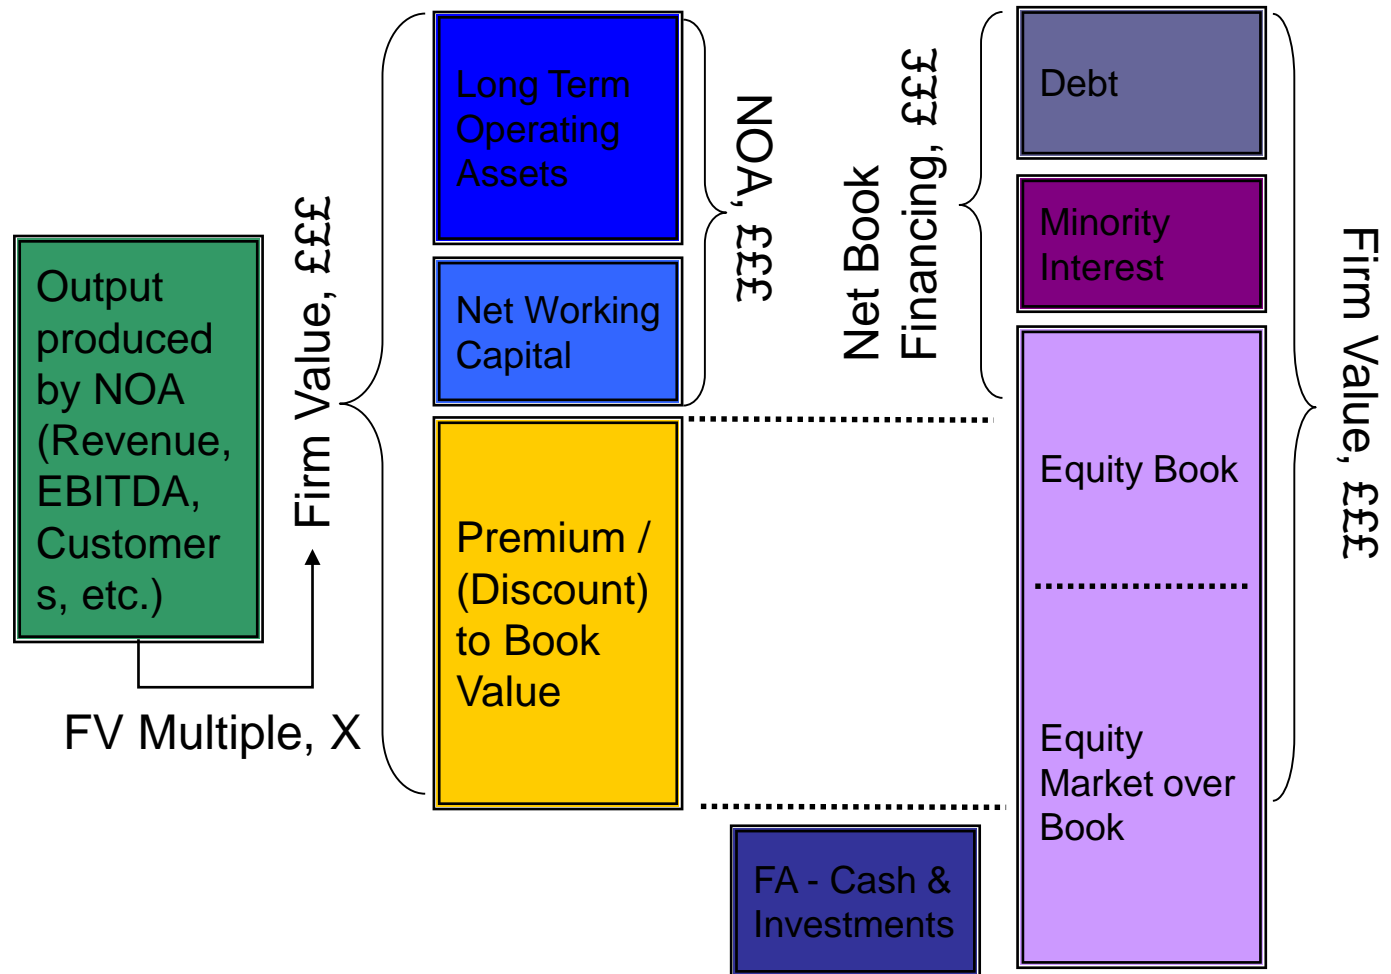 Output
produced
by NOA
(Revenue,
EBITDA,
Customer
s, etc.)
FV Multiple, X
Firm Value, £££
Long Term
Operating
Assets
Net Working
Capital
Premium /
(Discount)
to Book
Value
NOA, £££
FA - Cash &
Investments
Net Book
Financing, £££
Debt
Minority
Interest
Equity Book
Equity
Market over
Book
Firm Value, £££